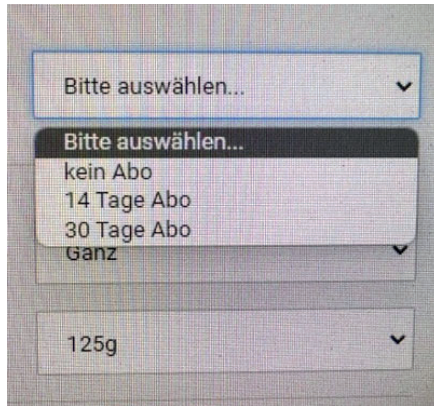 Bitte auswählen...
Bitte auswählen...
kein Abo
14 Tage Abo
30 Tage Abo
Ganz
125g